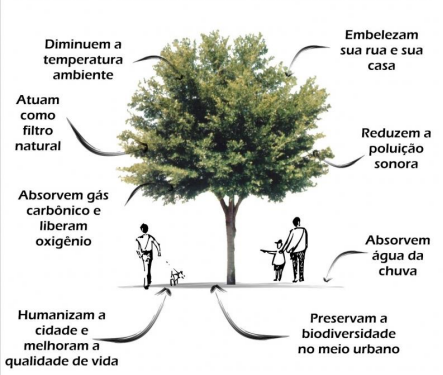 Diminuem a
temperatura
ambiente
Embelezam
sua rua e sua
casa
Atuam
como
filtro
natural
Reduzem a
poluição
sonora
Absorvem gás
carbônico e
liberam
oxigênio
Absorvem
água da
chuva
Humanizam a
cidade e
melhoram a
qualidade de vida
Preservam a
biodiversidade
no meio urbano